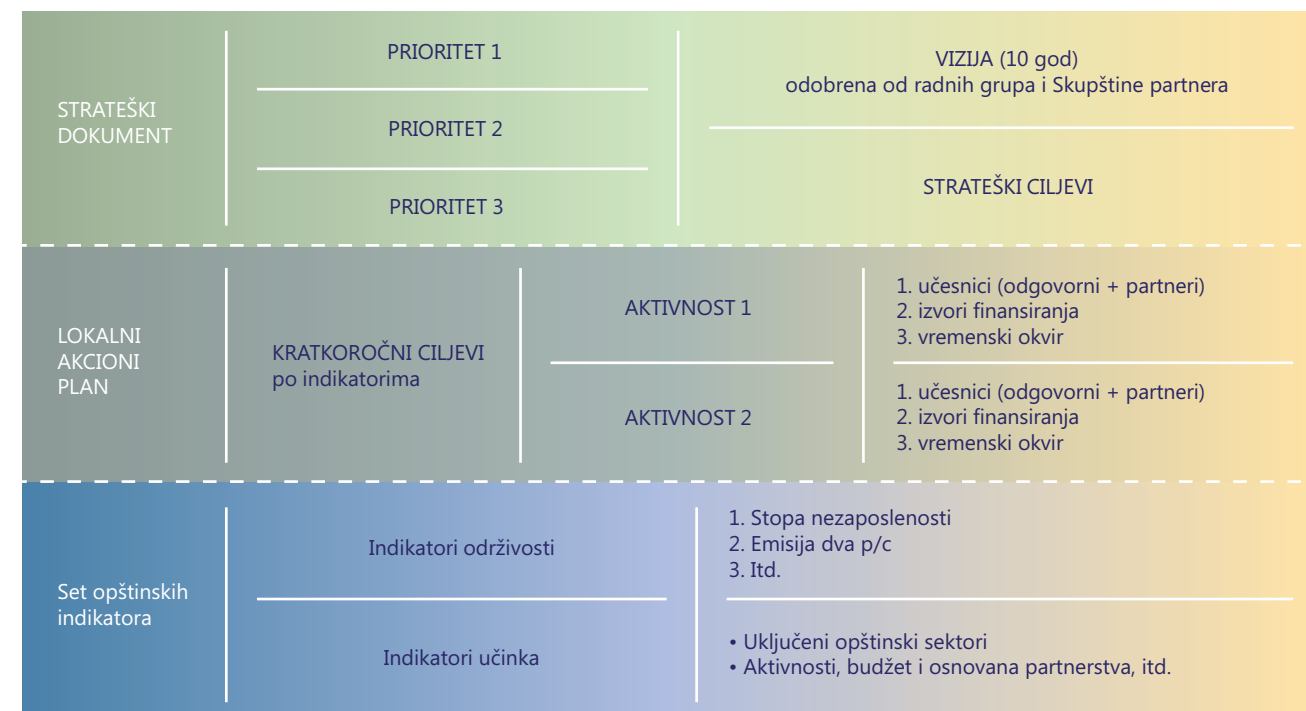 STRATEŠKI
DOKUMENT
PRIORITET 1
PRIORITET 2
PRIORITET 3
VIZIJA (10 god)
odobrena od radnih grupa i Skupštine partnera
STRATEŠKI CILJEVI
LOKALNI
AKCIONI
PLAN
KRATKOROČNI CILJEVI
po indikatorima
AKTIVNOST 1
1. učesnici (odgovorni + partneri)
2. izvori finansiranja
3. vremenski okvir
AKTIVNOST 2
1. učesnici (odgovorni + partneri)
2. izvori finansiranja
3. vremenski okvir
Set opštinskih
indikatora
Indikatori održivosti
1. Stopa nezaposlenosti
2. Emisija dva p/c
3. Itd.
Indikatori učinka
• Uključeni opštinski sektori
• Aktivnosti, budžet i osnovana partnerstva, itd.